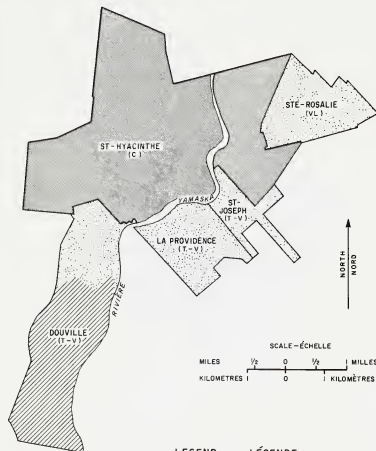 STE-ROSALIE
(VL)
ST-HYACINTHE
(C)
YAMASKA
ST-
JOSEPH
(T-V)
LA PROVIDENCE
(T-V)
RIVIÈRE
DOUVILLE
(T-V)
NORTH
NORD
SCALE-ÉCHELLE
MILES ½ 0 ½ 1 MILLES
KILOMÈTRES 1 0 1 KILOMÈTRES
LEGEND LÉGENDE